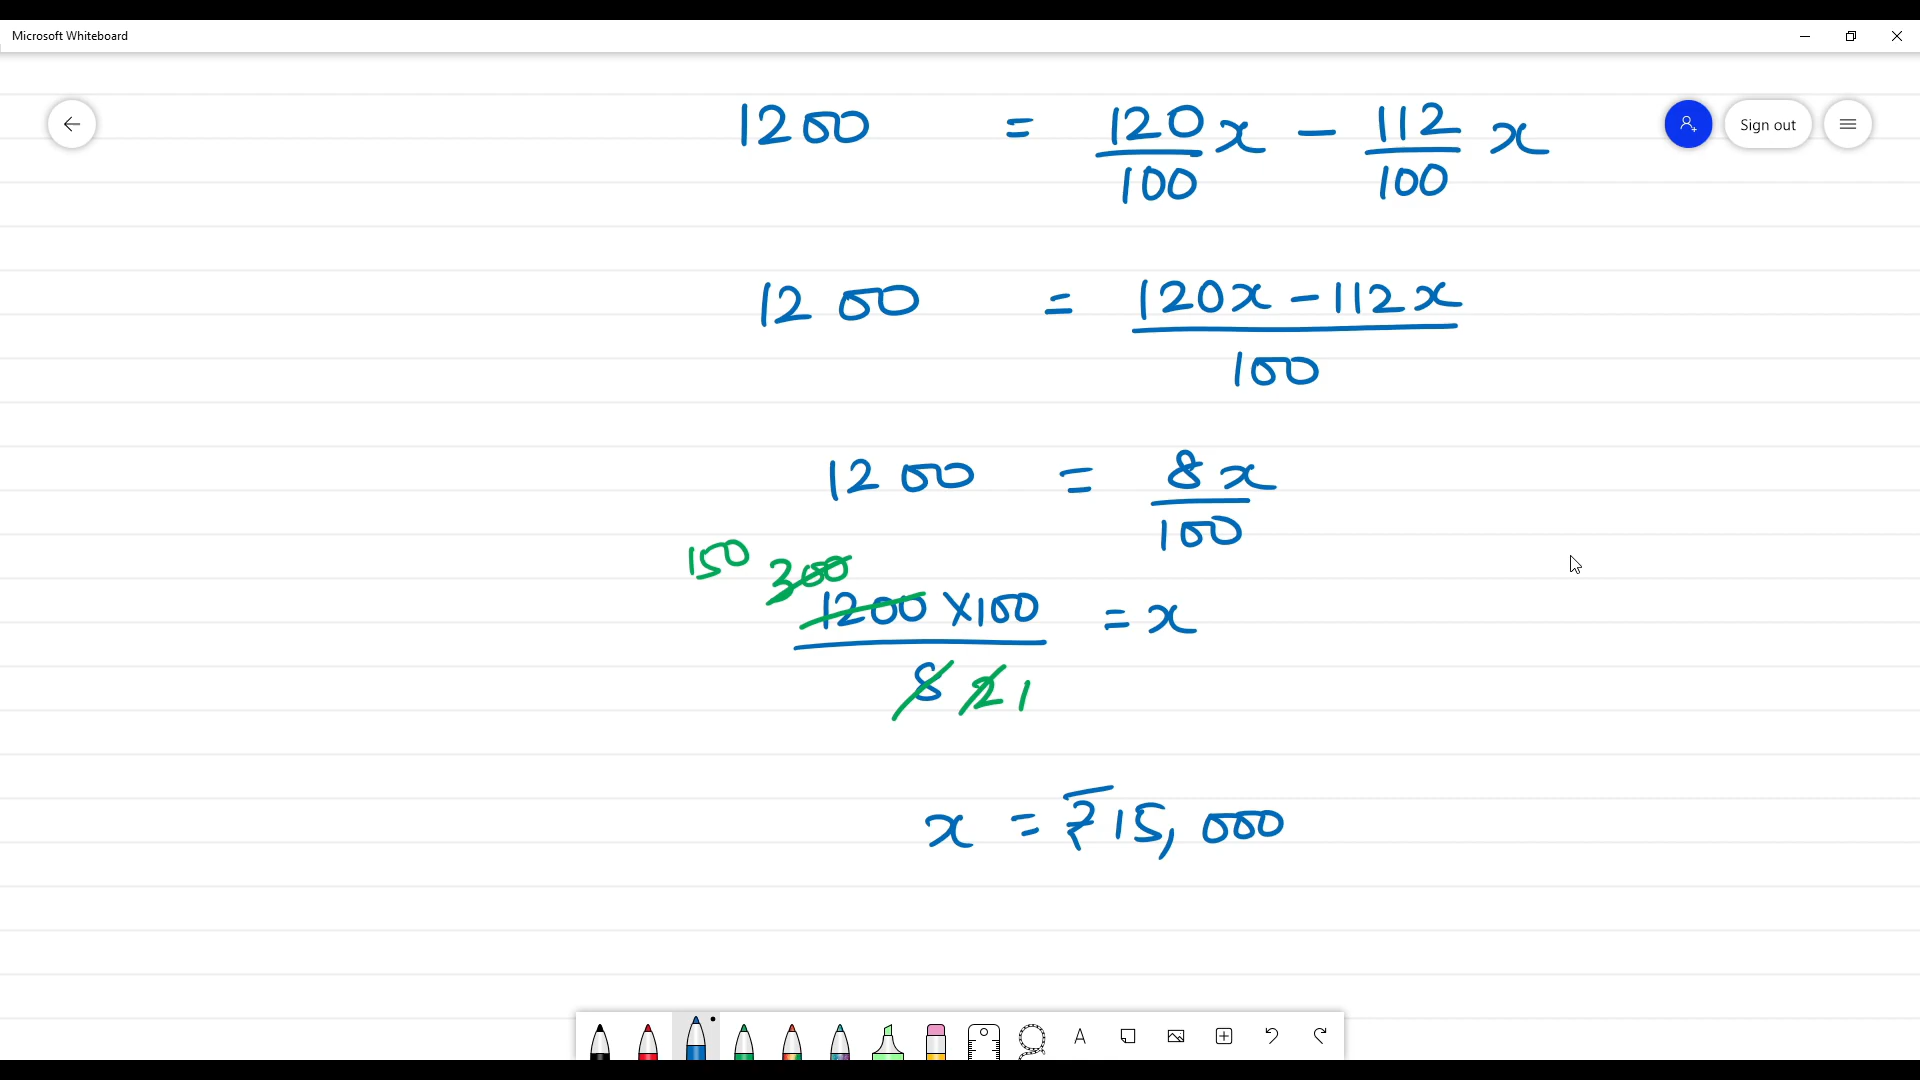 Microsoft Whiteboard
Sign out
1200 = 120/100 x - 112/100 x
1200 = 120x - 112x / 100
1200 = 8x / 100
150 300
1200 X100 / 8 2 1 = x
x = ₹15,000
A